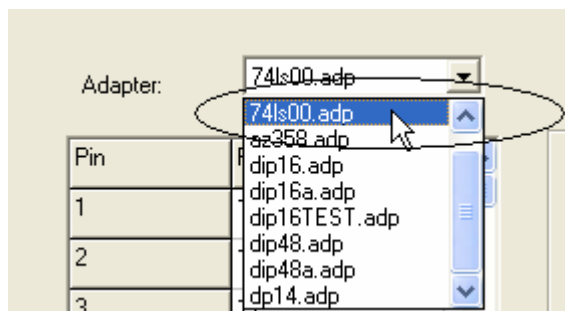 Adapter: 74ls00.adp
74ls00.adp
az358.adp
Pin
dip16.adp
dip16a.adp
1
dip16TEST.adp
dip48.adp
2
dip48a.adp
dp14.adp
3